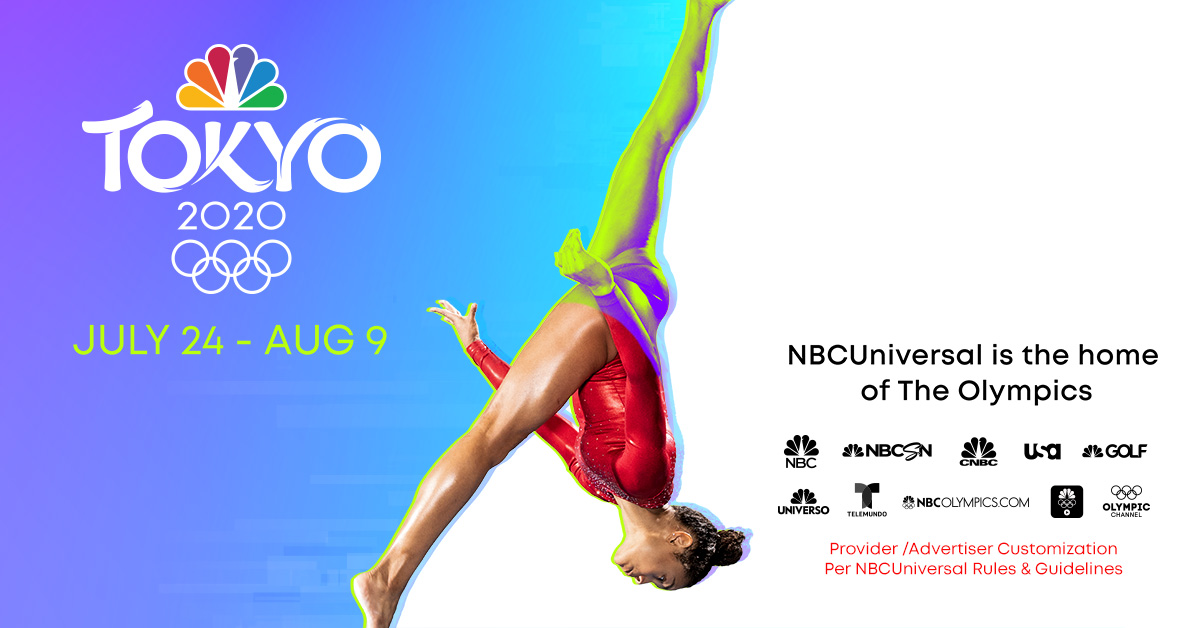 TOKYO
2020
JULY 24 - AUG 9
NBCUniversal is the home
of The Olympics
NBC
NBCSN
CNBC
usa
GOLF
UNIVERSO
TELEMUNDO
NBCOLYMPICS.COM
OLYMPIC
CHANNEL
Provider /Advertiser Customization
Per NBCUniversal Rules & Guidelines